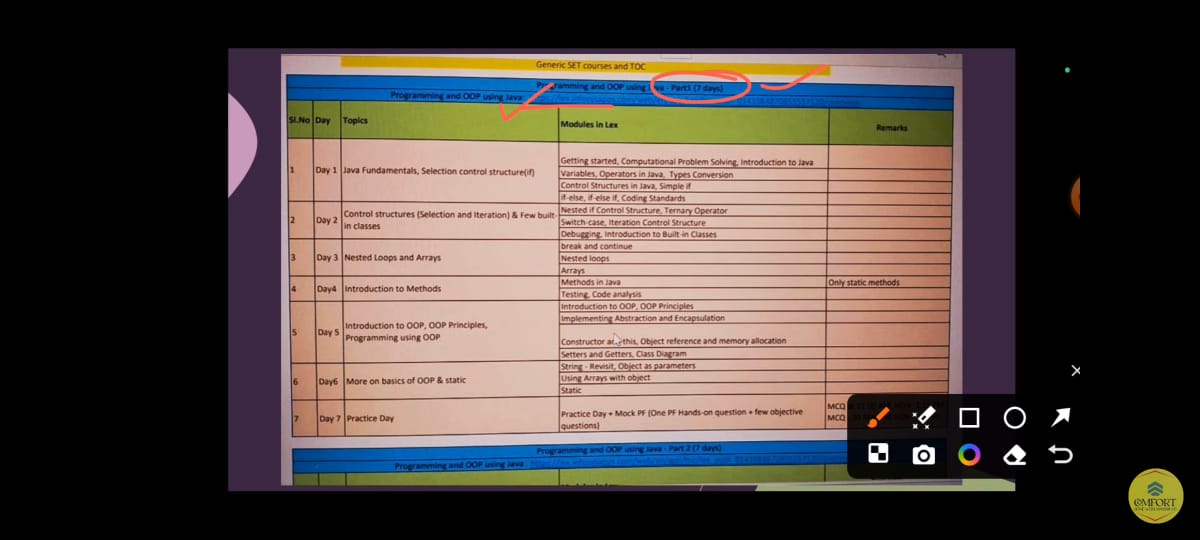 Generic SET courses and TOC
Programming and OOP using Java - Part1 (7 days)
Programming and OOP using Java:
Sl.No Day Topics Modules in Lex Remarks
1 Day 1 Java Fundamentals, Selection control structure(if)
Getting started, Computational Problem Solving, Introduction to Java
Variables, Operators in Java, Types Conversion
Control Structures in Java, Simple if
if-else, if-else if, Coding Standards
2 Day 2 Control structures (Selection and Iteration) & Few built-
in classes
Nested if Control Structure, Ternary Operator
Switch-case, Iteration Control Structure
Debugging, Introduction to Built-in Classes
3 Day 3 Nested Loops and Arrays
break and continue
Nested loops
Arrays
4 Day4 Introduction to Methods
Methods in Java Only static methods
Testing, Code analysis
5 Day 5 Introduction to OOP, OOP Principles,
Programming using OOP
Introduction to OOP, OOP Principles
Implementing Abstraction and Encapsulation
Constructor this, Object reference and memory allocation
Setters and Getters, Class Diagram
6 Day6 More on basics of OOP & static
String - Revisit, Object as parameters
Using Arrays with object
Static
7 Day 7 Practice Day
Practice Day + Mock PF (One PF Hands-on question + few objective
questions)
MCQ
MCQ
Programming and OOP using Java - Part 2 (7 days)
Programming and OOP using Java:
COMFORT